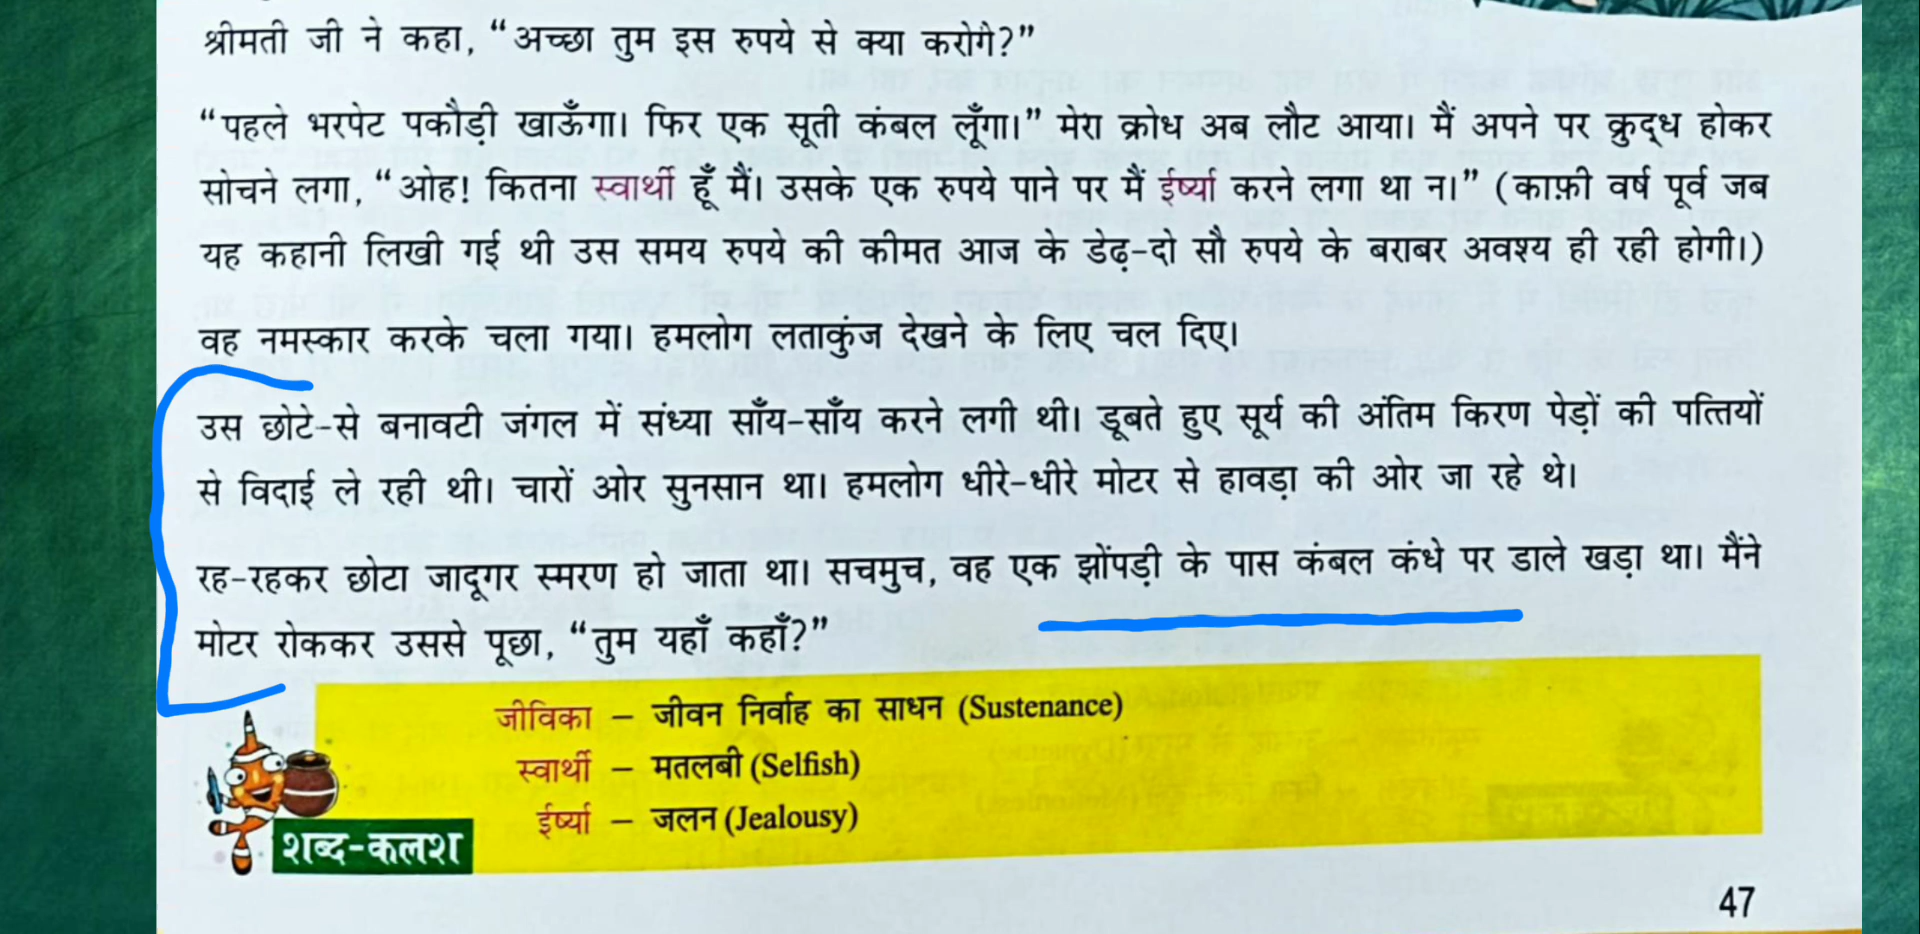 श्रीमती जी ने कहा, “अच्छा तुम इस रुपये से क्या करोगे?”
“पहले भरपेट पकौड़ी खाऊँगा। फिर एक सूती कंबल लूँगा।” मेरा क्रोध अब लौट आया। मैं अपने पर क्रुद्ध होकर
सोचने लगा, “ओह! कितना स्वार्थी हूँ मैं। उसके एक रुपये पाने पर मैं ईर्ष्या करने लगा था न।” (काफ़ी वर्ष पूर्व जब
यह कहानी लिखी गई थी उस समय रुपये की कीमत आज के डेढ़-दो सौ रुपये के बराबर अवश्य ही रही होगी।)
वह नमस्कार करके चला गया। हमलोग लताकुंज देखने के लिए चल दिए।
उस छोटे-से बनावटी जंगल में संध्या साँय-साँय करने लगी थी। डूबते हुए सूर्य की अंतिम किरण पेड़ों की पत्तियों
से विदाई ले रही थी। चारों ओर सुनसान था। हमलोग धीरे-धीरे मोटर से हावड़ा की ओर जा रहे थे।
रह-रहकर छोटा जादूगर स्मरण हो जाता था। सचमुच, वह एक झोंपड़ी के पास कंबल कंधे पर डाले खड़ा था। मैंने
मोटर रोककर उससे पूछा, “तुम यहाँ कहाँ?”
जीविका – जीवन निर्वाह का साधन (Sustenance)
स्वार्थी – मतलबी (Selfish)
ईर्ष्या – जलन (Jealousy)
शब्द-कलश
47